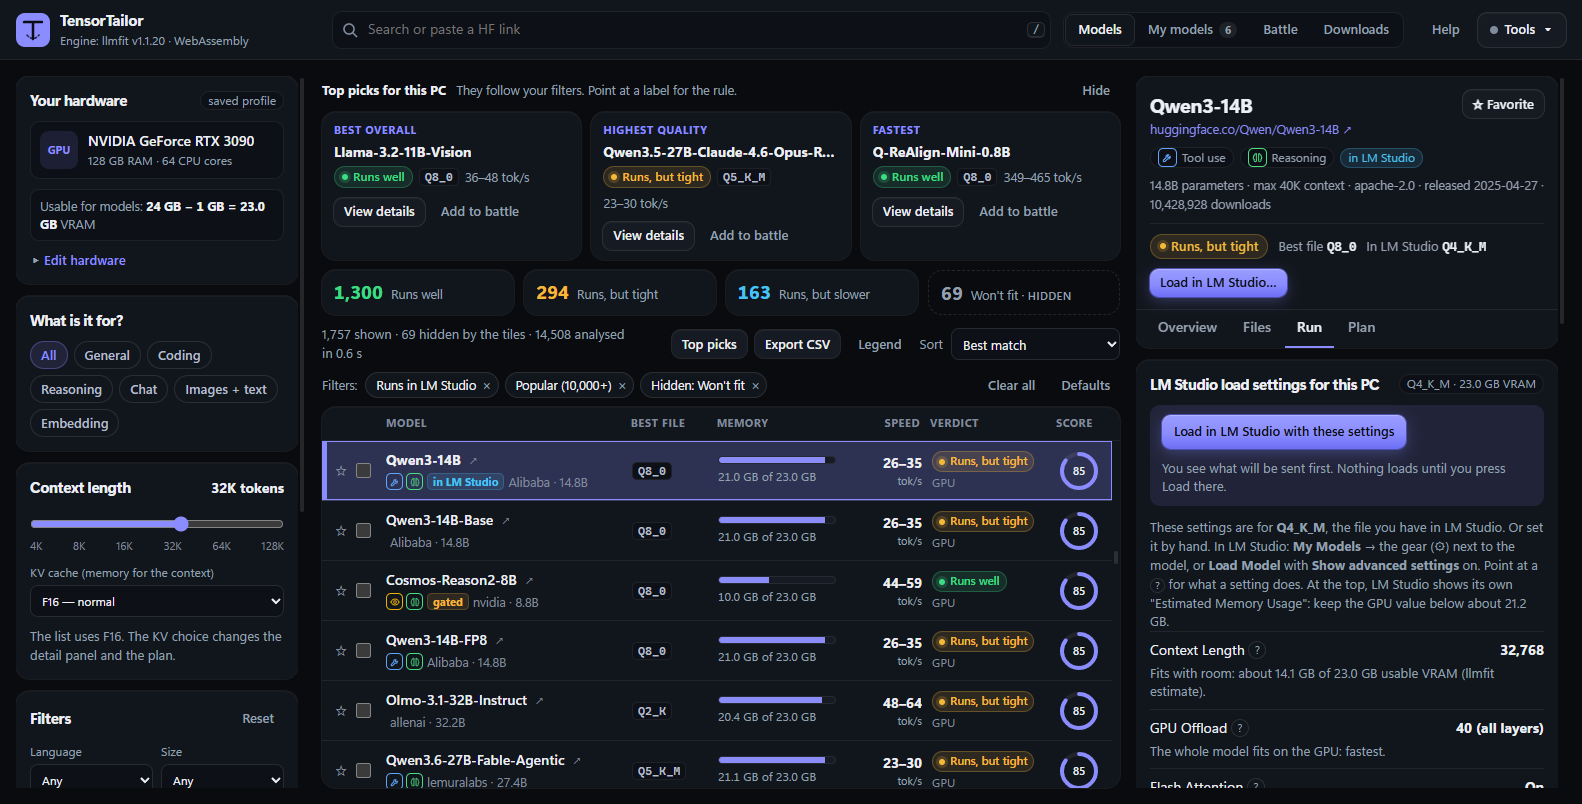 TensorTailor
Engine: llmfit v1.1.20 · WebAssembly
Search or paste a HF link
/
Models
My models 6
Battle
Downloads
Help
Tools
Your hardware
saved profile
GPU
NVIDIA GeForce RTX 3090
128 GB RAM · 64 CPU cores
Usable for models: 24 GB − 1 GB = 23.0
GB VRAM
▸ Edit hardware
What is it for?
All
General
Coding
Reasoning
Chat
Images + text
Embedding
Context length
32K tokens
4K 8K 16K 32K 64K 128K
KV cache (memory for the context)
F16 — normal
The list uses F16. The KV choice changes the
detail panel and the plan.
Filters
Reset
Language
Size
Any
Any
Top picks for this PC They follow your filters. Point at a label for the rule.
Hide
BEST OVERALL
Llama-3.2-11B-Vision
Runs well Q8_0 36–48 tok/s
View details
Add to battle
HIGHEST QUALITY
Qwen3.5-27B-Claude-4.6-Opus-R...
Runs, but tight Q5_K_M
23–30 tok/s
View details
Add to battle
FASTEST
Q-ReAlign-Mini-0.8B
Runs well Q8_0 349–465 tok/s
View details
Add to battle
1,300 Runs well
294 Runs, but tight
163 Runs, but slower
69 Won't fit · HIDDEN
1,757 shown · 69 hidden by the tiles · 14,508 analysed
in 0.6 s
Top picks
Export CSV
Legend
Sort
Best match
Filters:
Runs in LM Studio ×
Popular (10,000+) ×
Hidden: Won't fit ×
Clear all
Defaults
MODEL BEST FILE MEMORY SPEED VERDICT SCORE
Qwen3-14B ↗
in LM Studio Alibaba · 14.8B
Q8_0
21.0 GB of 23.0 GB
26–35
tok/s
Runs, but tight
GPU
85
Qwen3-14B-Base ↗
Alibaba · 14.8B
Q8_0
21.0 GB of 23.0 GB
26–35
tok/s
Runs, but tight
GPU
85
Cosmos-Reason2-8B ↗
gated nvidia · 8.8B
Q8_0
10.0 GB of 23.0 GB
44–59
tok/s
Runs well
GPU
85
Qwen3-14B-FP8 ↗
Alibaba · 14.8B
Q8_0
21.0 GB of 23.0 GB
26–35
tok/s
Runs, but tight
GPU
85
Olmo-3.1-32B-Instruct ↗
allenai · 32.2B
Q2_K
20.4 GB of 23.0 GB
48–64
tok/s
Runs, but tight
GPU
85
Qwen3.6-27B-Fable-Agentic ↗
lemuralabs · 27.4B
Q5_K_M
21.1 GB of 23.0 GB
23–30
tok/s
Runs, but tight
GPU
85
Qwen3-14B
★ Favorite
huggingface.co/Qwen/Qwen3-14B ↗
Tool use
Reasoning
in LM Studio
14.8B parameters · max 40K context · apache-2.0 · released 2025-04-27 ·
10,428,928 downloads
Runs, but tight Best file Q8_0 In LM Studio Q4_K_M
Load in LM Studio...
Overview
Files
Run
Plan
LM Studio load settings for this PC
Q4_K_M · 23.0 GB VRAM
Load in LM Studio with these settings
You see what will be sent first. Nothing loads until you press
Load there.
These settings are for Q4_K_M, the file you have in LM Studio. Or set
it by hand. In LM Studio: My Models → the gear (⚙) next to the
model, or Load Model with Show advanced settings on. Point at a
? for what a setting does. At the top, LM Studio shows its own
"Estimated Memory Usage": keep the GPU value below about 21.2
GB.
Context Length ? 32,768
Fits with room: about 14.1 GB of 23.0 GB usable VRAM (llmfit
estimate).
GPU Offload ? 40 (all layers)
The whole model fits on the GPU: fastest.
Flash Attention ? On